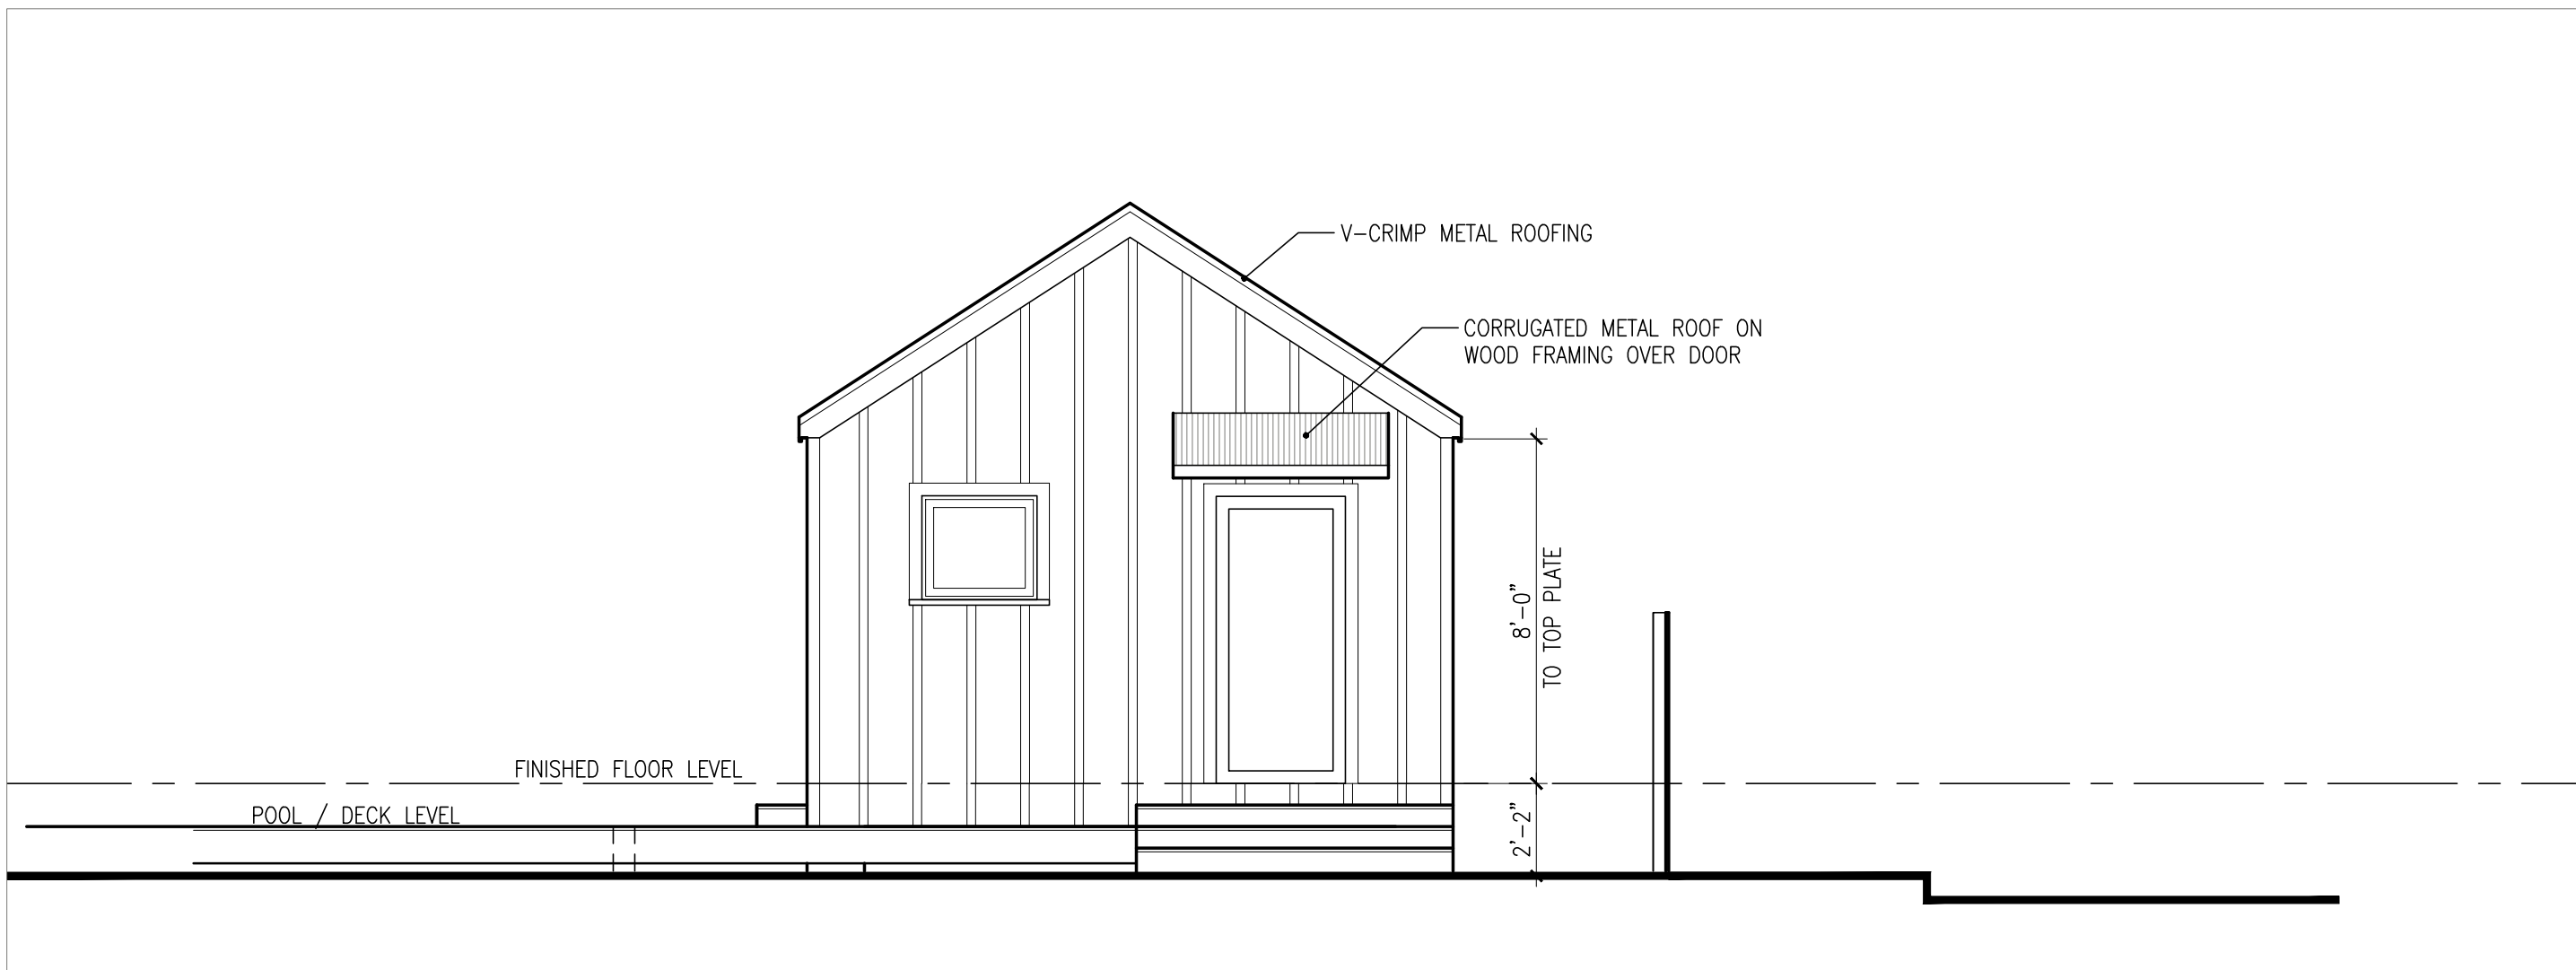 V-CRIMP METAL ROOFING
CORRUGATED METAL ROOF ON
WOOD FRAMING OVER DOOR
8'-0"
TO TOP PLATE
FINISHED FLOOR LEVEL
POOL / DECK LEVEL
2'-2"